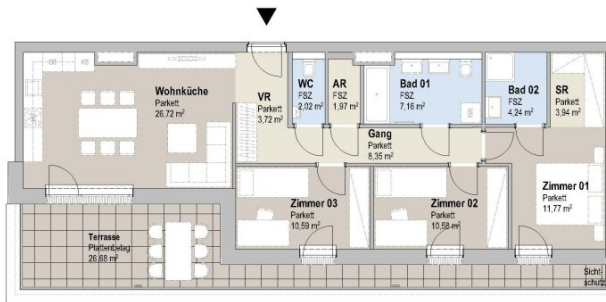 Wohnküche
Parkett
26,72 m²
VR
Parkett
3,72 m²
WC
FSZ
2,02 m²
AR
FSZ
1,97 m²
Bad 01
FSZ
7,16 m²
Bad 02
FSZ
4,24 m²
SR
Parkett
3,94 m²
Gang
Parkett
8,35 m²
Zimmer 03
Parkett
10,59 m²
Zimmer 02
Parkett
10,58 m²
Zimmer 01
Parkett
11,77 m²
Terrasse
Plattenbelag
26,68 m²
Sicht-
schutz